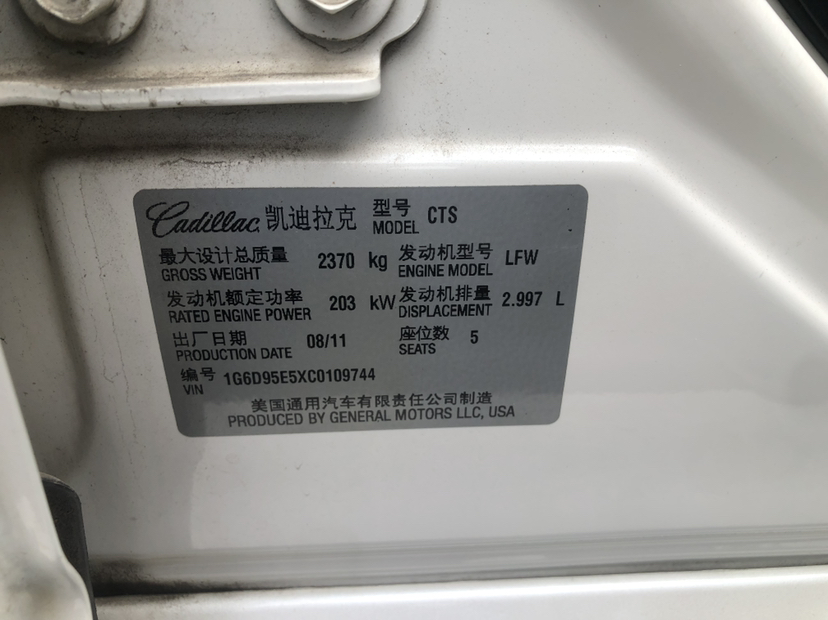 Cadillac 凯迪拉克 型号 MODEL CTS
最大设计总质量 GROSS WEIGHT 2370 kg 发动机型号 ENGINE MODEL LFW
发动机额定功率 RATED ENGINE POWER 203 kW 发动机排量 DISPLACEMENT 2.997 L
出厂日期 PRODUCTION DATE 08/11 座位数 SEATS 5
编号 VIN 1G6D95E5XC0109744
美国通用汽车有限责任公司制造
PRODUCED BY GENERAL MOTORS LLC, USA